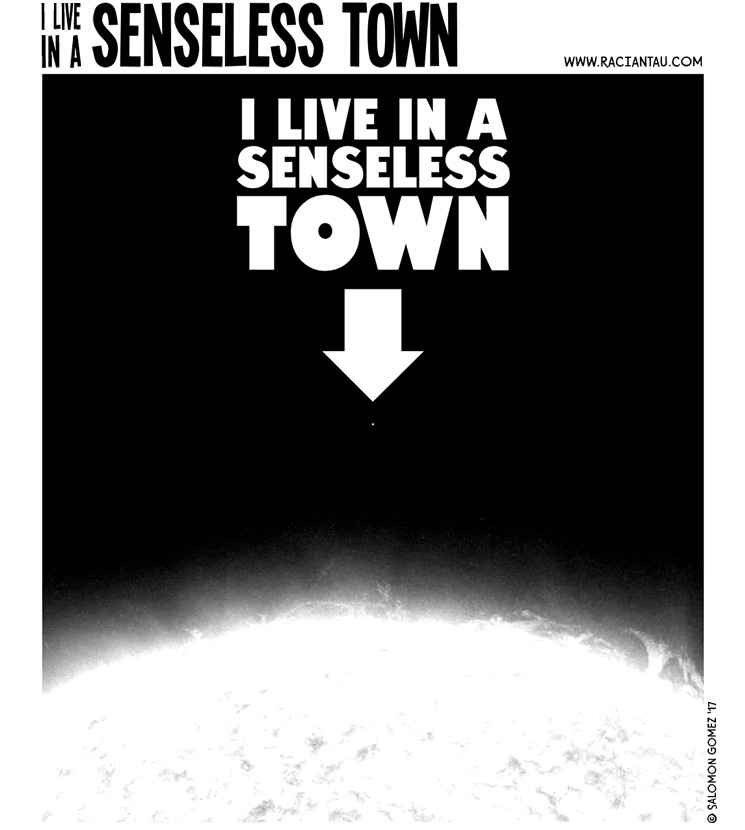 I LIVE
IN A SENSELESS TOWN
WWW.RACIANTAU.COM
I LIVE IN A
SENSELESS
TOWN
© SALOMON GOMEZ '17